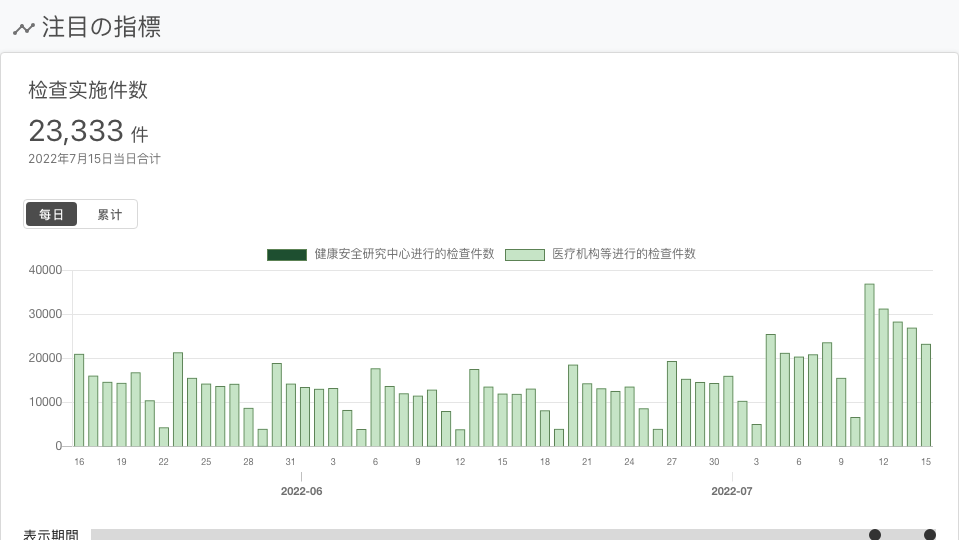 注目の指標
检查实施件数
23,333 件
2022年7月15日当日合计
每日 累计
健康安全研究中心进行的检查件数 医疗机构等进行的检查件数
40000
30000
20000
10000
0
16 19 22 25 28 31 3 6 9 12 15 18 21 24 27 30 3 6 9 12 15
2022-06 2022-07
表示期間